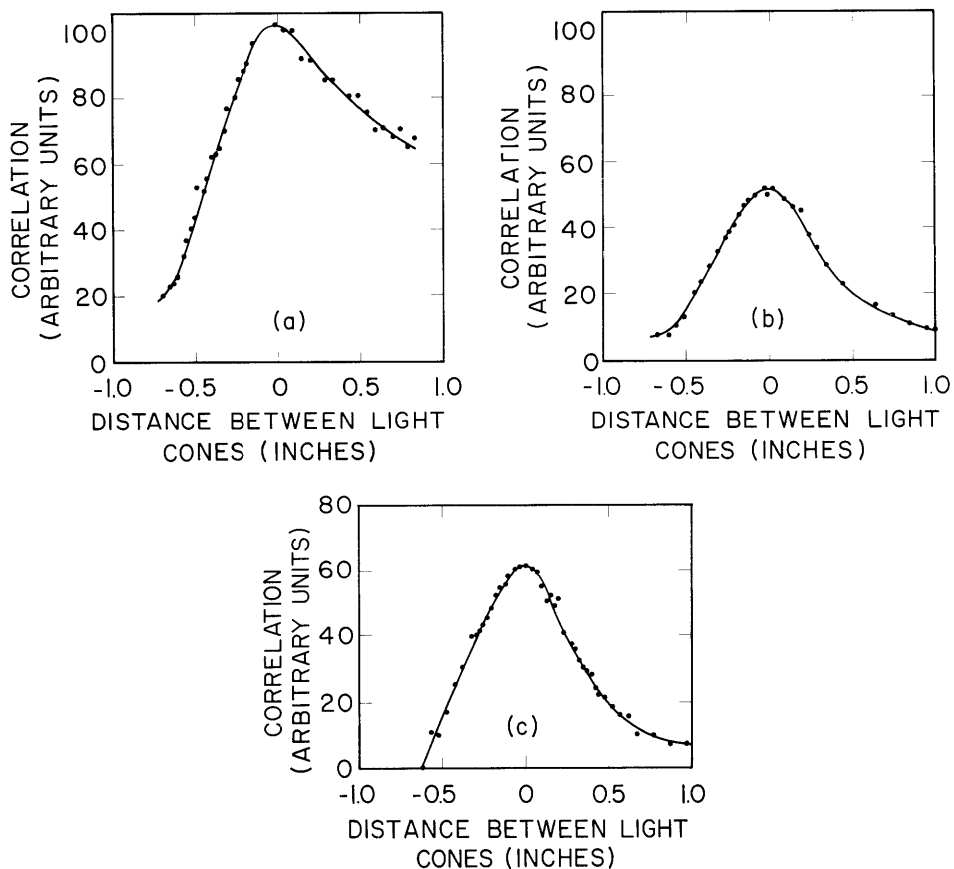 100
80
60
40
20
0
CORRELATION
(ARBITRARY UNITS)
(a)
-1.0 -0.5 0 0.5 1.0
DISTANCE BETWEEN LIGHT
CONES (INCHES)
100
80
60
40
20
0
CORRELATION
(ARBITRARY UNITS)
(b)
-1.0 -0.5 0 0.5 1.0
DISTANCE BETWEEN LIGHT
CONES (INCHES)
80
60
40
20
0
CORRELATION
(ARBITRARY UNITS)
(c)
-1.0 -0.5 0 0.5 1.0
DISTANCE BETWEEN LIGHT
CONES (INCHES)